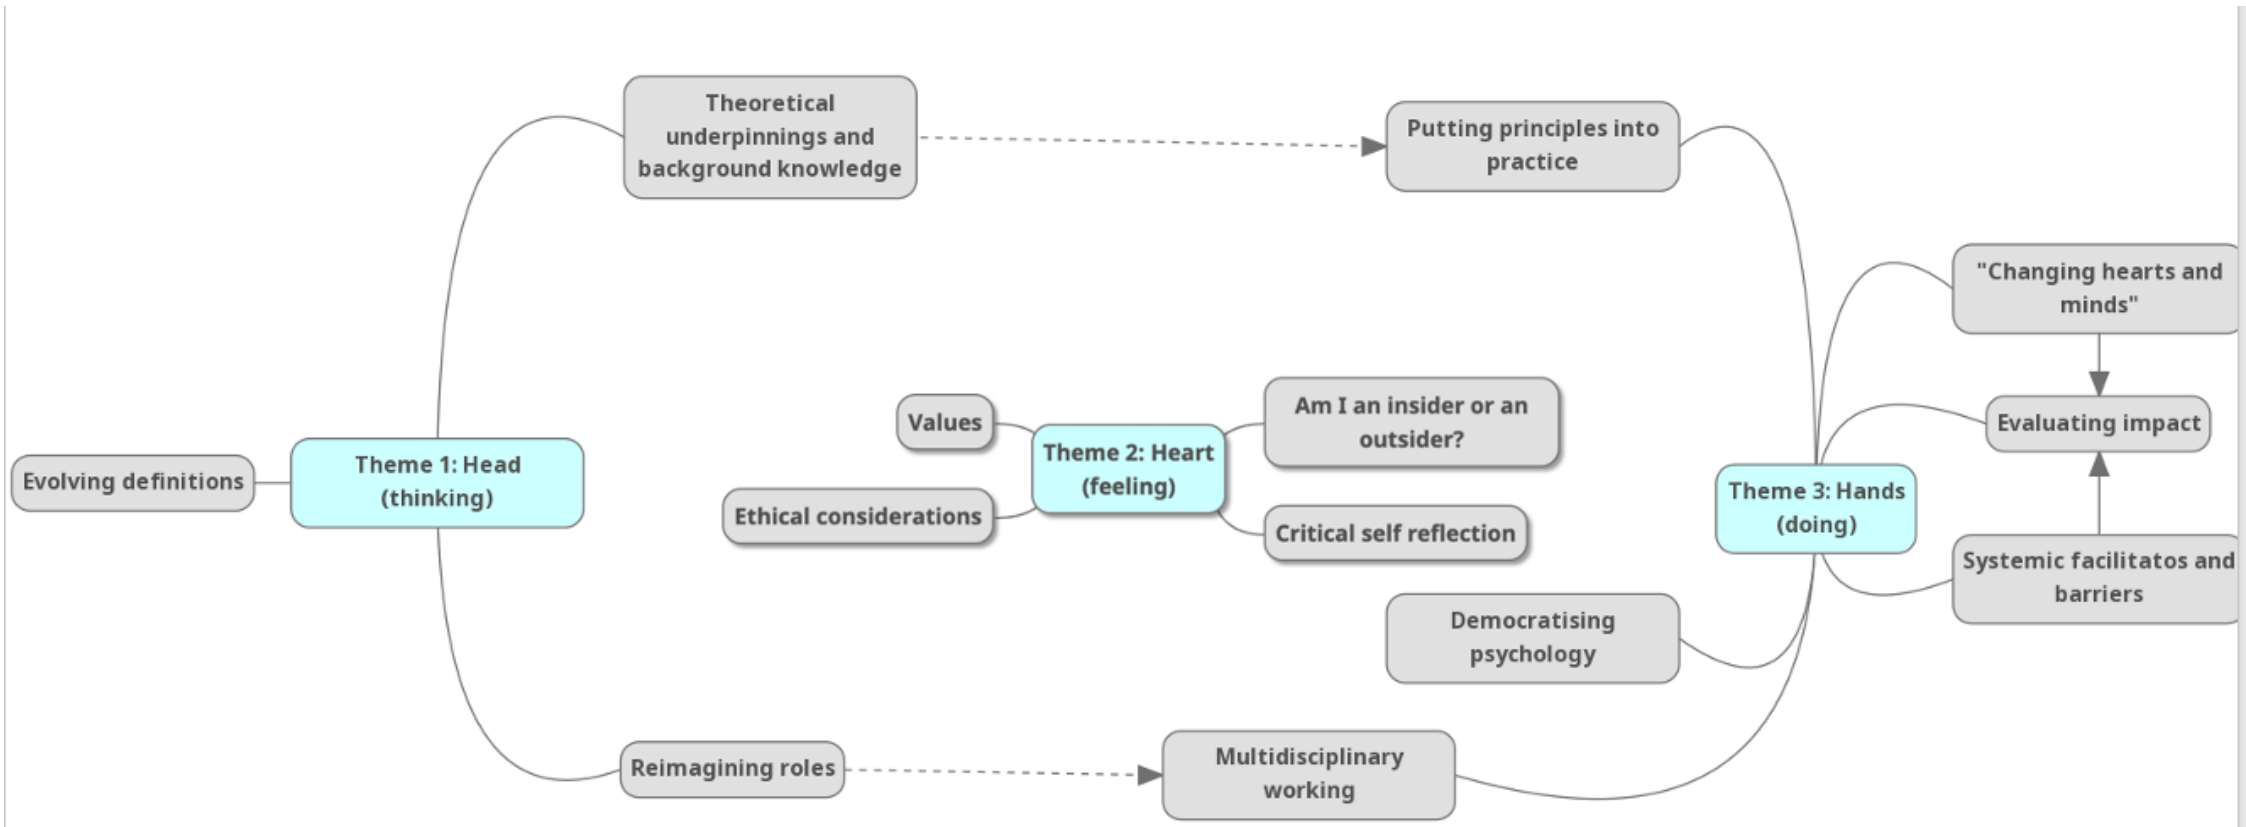 Theoretical
underpinnings and
background knowledge
Putting principles into
practice
"Changing hearts and
minds"
Evaluating impact
Systemic facilitatos and
barriers
Evolving definitions
Theme 1: Head
(thinking)
Values
Ethical considerations
Theme 2: Heart
(feeling)
Am I an insider or an
outsider?
Critical self reflection
Theme 3: Hands
(doing)
Democratising
psychology
Reimagining roles
Multidisciplinary
working